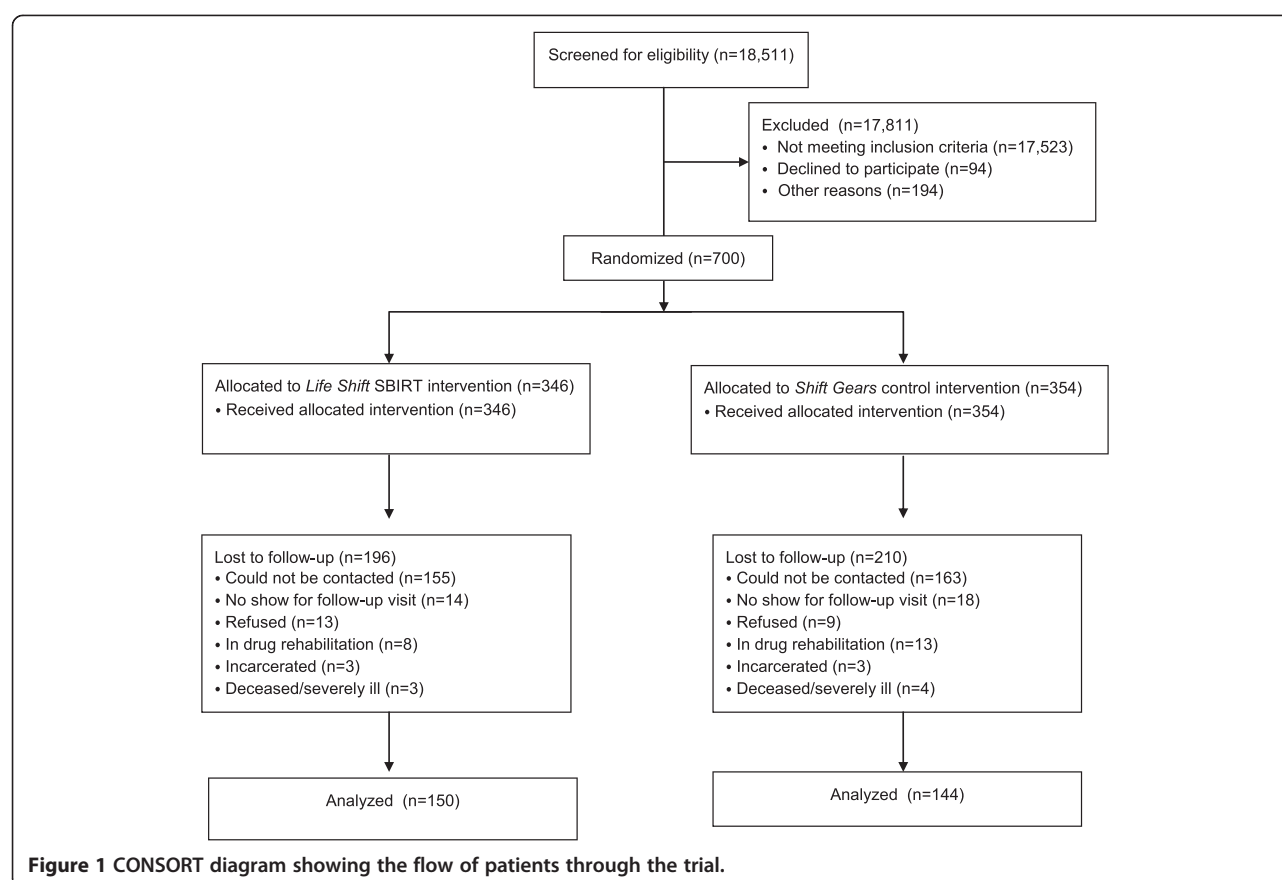 Screened for eligibility (n=18,511)
Excluded (n=17,811)
• Not meeting inclusion criteria (n=17,523)
• Declined to participate (n=94)
• Other reasons (n=194)
Randomized (n=700)
Allocated to Life Shift SBIRT intervention (n=346)
• Received allocated intervention (n=346)
Allocated to Shift Gears control intervention (n=354)
• Received allocated intervention (n=354)
Lost to follow-up (n=196)
• Could not be contacted (n=155)
• No show for follow-up visit (n=14)
• Refused (n=13)
• In drug rehabilitation (n=8)
• Incarcerated (n=3)
• Deceased/severely ill (n=3)
Lost to follow-up (n=210)
• Could not be contacted (n=163)
• No show for follow-up visit (n=18)
• Refused (n=9)
• In drug rehabilitation (n=13)
• Incarcerated (n=3)
• Deceased/severely ill (n=4)
Analyzed (n=150)
Analyzed (n=144)
Figure 1 CONSORT diagram showing the flow of patients through the trial.